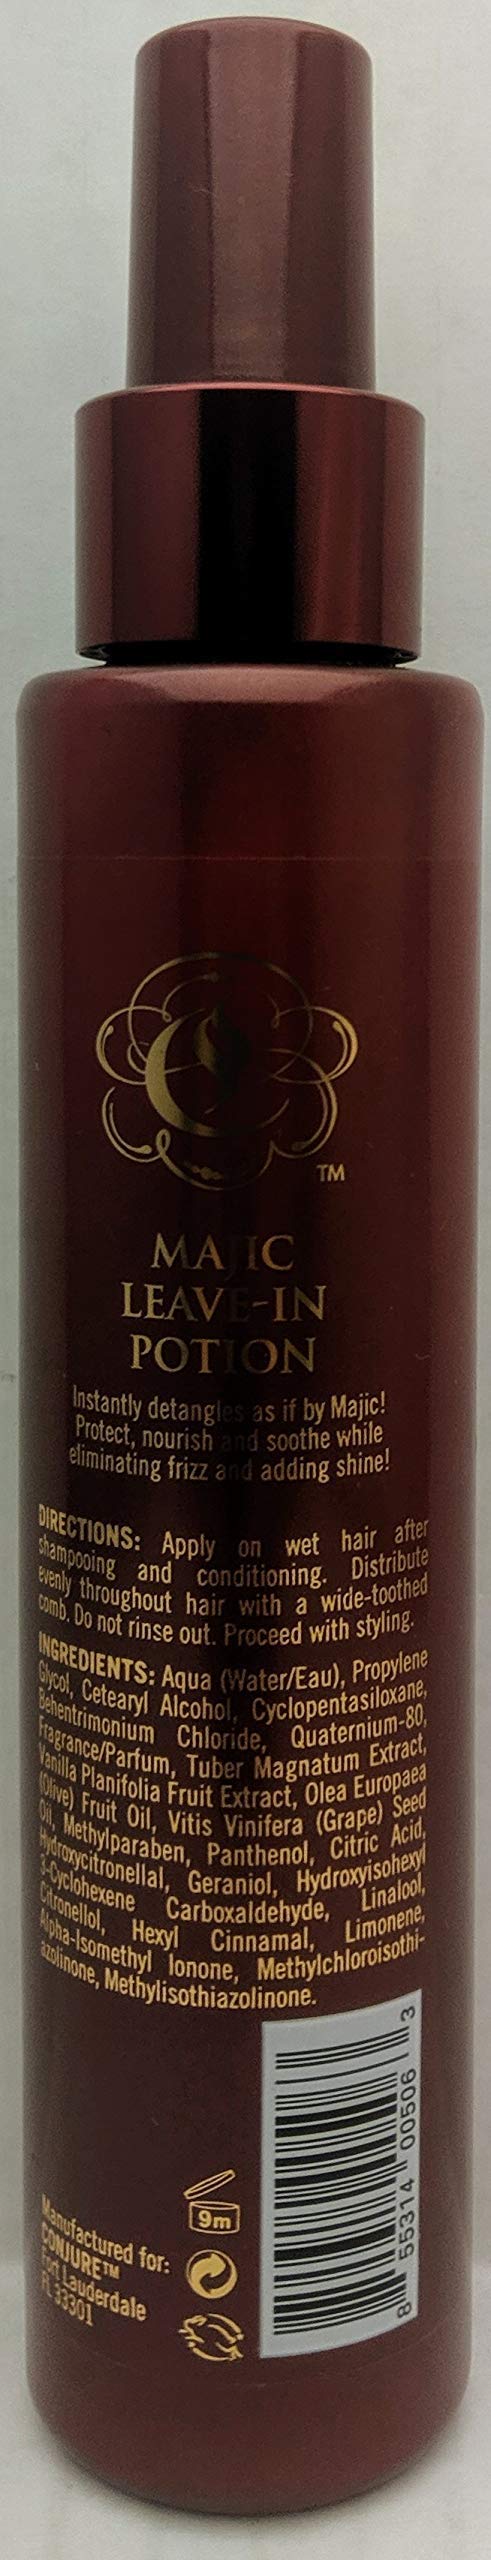 TM
MAJIC
LEAVE-IN
POTION
Instantly detangles as if by Majic!
Protect, nourish and soothe while
eliminating frizz and adding shine!
DIRECTIONS: Apply on wet hair after
shampooing and conditioning. Distribute
evenly throughout hair with a wide-toothed
comb. Do not rinse out. Proceed with styling.
INGREDIENTS: Aqua (Water/Eau), Propylene
Glycol, Cetearyl Alcohol, Cyclopentasiloxane,
Behentrimonium Chloride, Quaternium-80,
Fragrance/Parfum, Tuber Magnatum Extract,
Vanilla Planifolia Fruit Extract, Olea Europaea
(Olive) Fruit Oil, Vitis Vinifera (Grape) Seed
Oil, Methylparaben, Panthenol, Citric Acid,
Hydroxycitronellal, Geraniol, Hydroxyisohexyl
3-Cyclohexene Carboxaldehyde, Linalool,
Citronellol, Hexyl Cinnamal, Limonene,
Alpha-Isomethyl Ionone, Methylchloroisothi-
azolinone, Methylisothiazolinone.
9m
Manufactured for:
CONJURE™
Fort Lauderdale
FL 33301
8 55314 00506 3